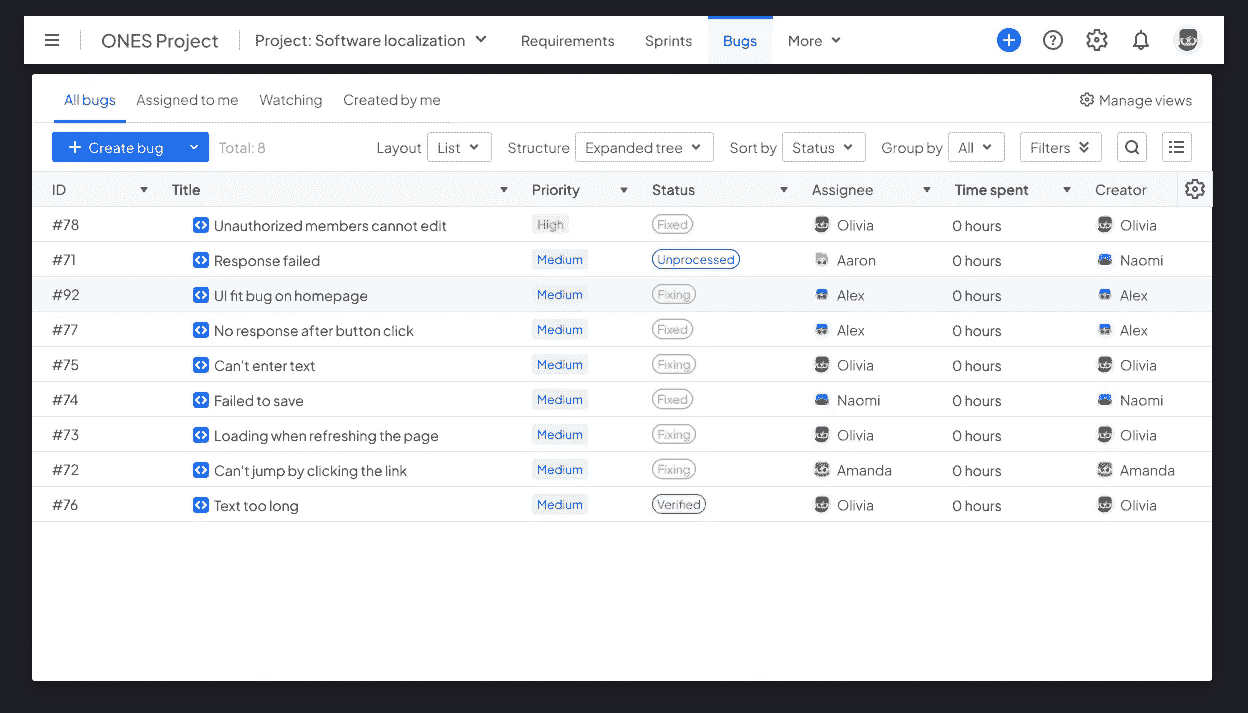 ONES Project Project: Software localization Requirements Sprints Bugs More
All bugs Assigned to me Watching Created by me Manage views
Create bug Total: 8 Layout List Structure Expanded tree Sort by Status Group by All Filters
ID Title Priority Status Assignee Time spent Creator
#78 Unauthorized members cannot edit High Fixed Olivia 0 hours Olivia
#71 Response failed Medium Unprocessed Aaron 0 hours Naomi
#92 UI fit bug on homepage Medium Fixing Alex 0 hours Alex
#77 No response after button click Medium Fixed Alex 0 hours Alex
#75 Can't enter text Medium Fixing Olivia 0 hours Olivia
#74 Failed to save Medium Fixed Naomi 0 hours Naomi
#73 Loading when refreshing the page Medium Fixing Olivia 0 hours Olivia
#72 Can't jump by clicking the link Medium Fixing Amanda 0 hours Amanda
#76 Text too long Medium Verified Olivia 0 hours Olivia